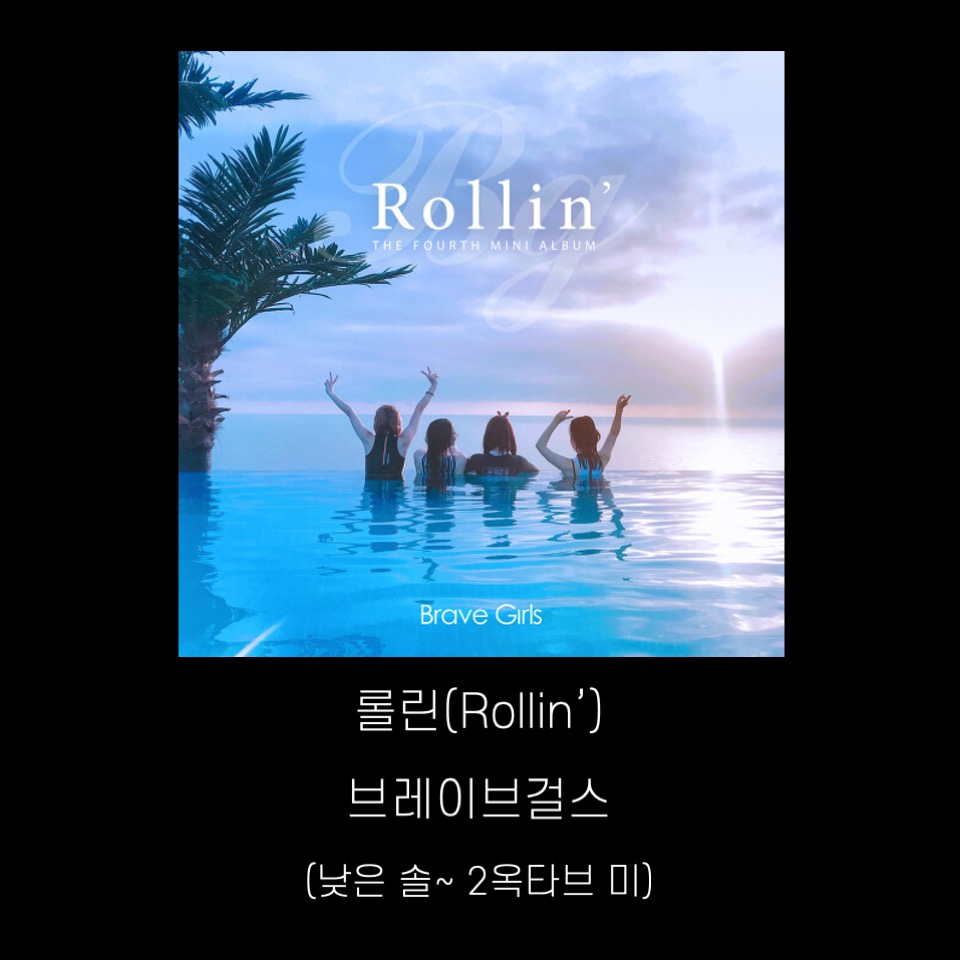 Bg
Rollin’
THE FOURTH MINI ALBUM
Brave Girls
롤린(Rollin’)
브레이브걸스
(낮은 솔~ 2옥타브 미)